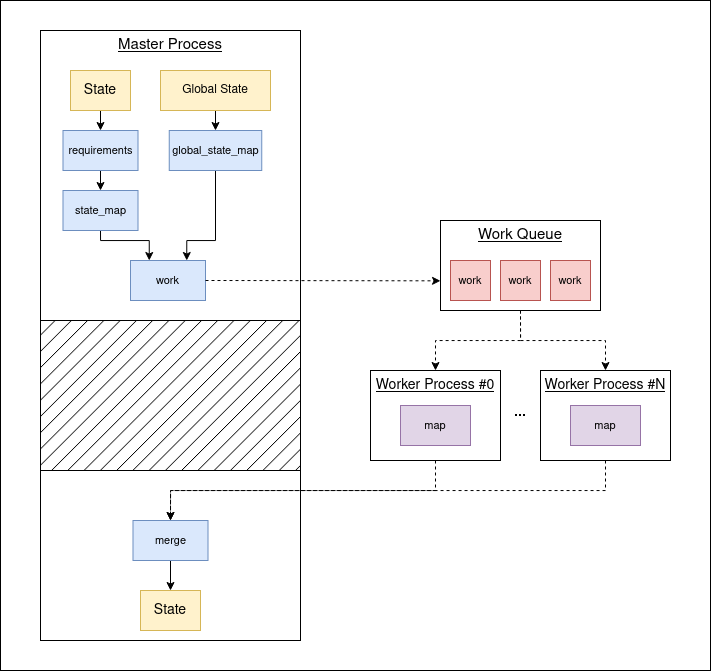 Master Process
State
Global State
requirements
global_state_map
state_map
work
Work Queue
work work work
Worker Process #0
map
...
Worker Process #N
map
merge
State